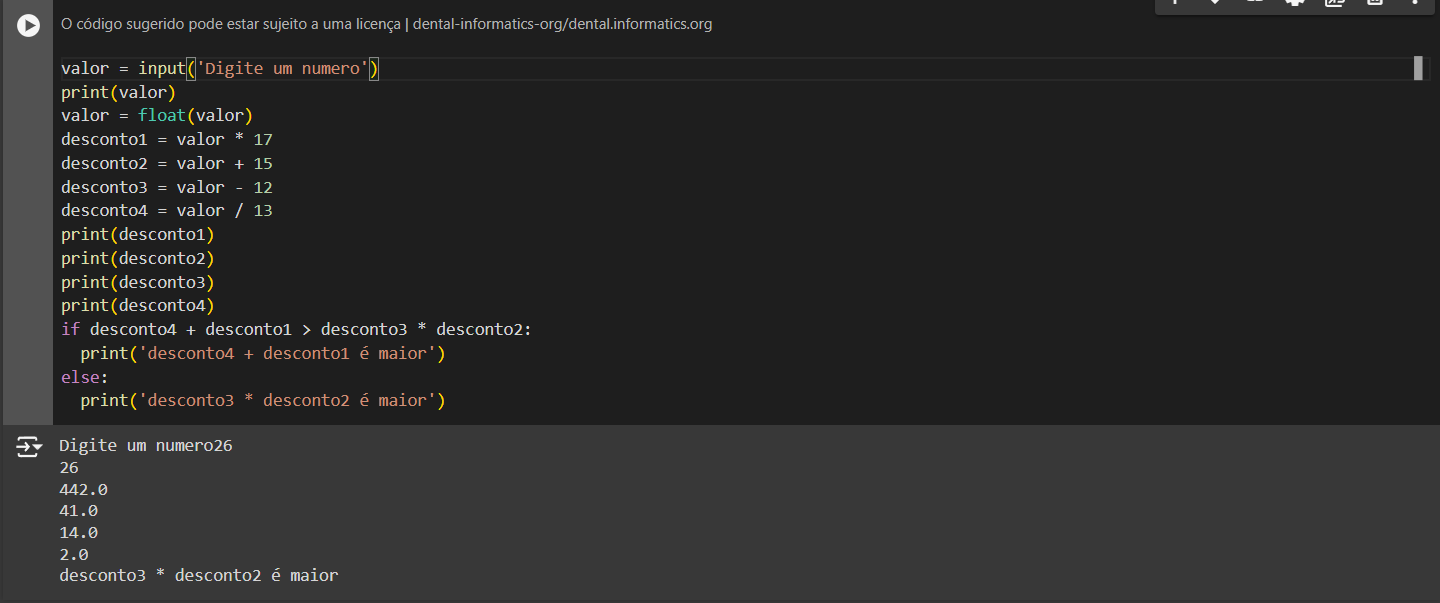 O código sugerido pode estar sujeito a uma licença | dental-informatics-org/dental.informatics.org
valor = input('Digite um numero')
print(valor)
valor = float(valor)
desconto1 = valor * 17
desconto2 = valor + 15
desconto3 = valor - 12
desconto4 = valor / 13
print(desconto1)
print(desconto2)
print(desconto3)
print(desconto4)
if desconto4 + desconto1 > desconto3 * desconto2:
  print('desconto4 + desconto1 é maior')
else:
  print('desconto3 * desconto2 é maior')
Digite um numero26
26
442.0
41.0
14.0
2.0
desconto3 * desconto2 é maior